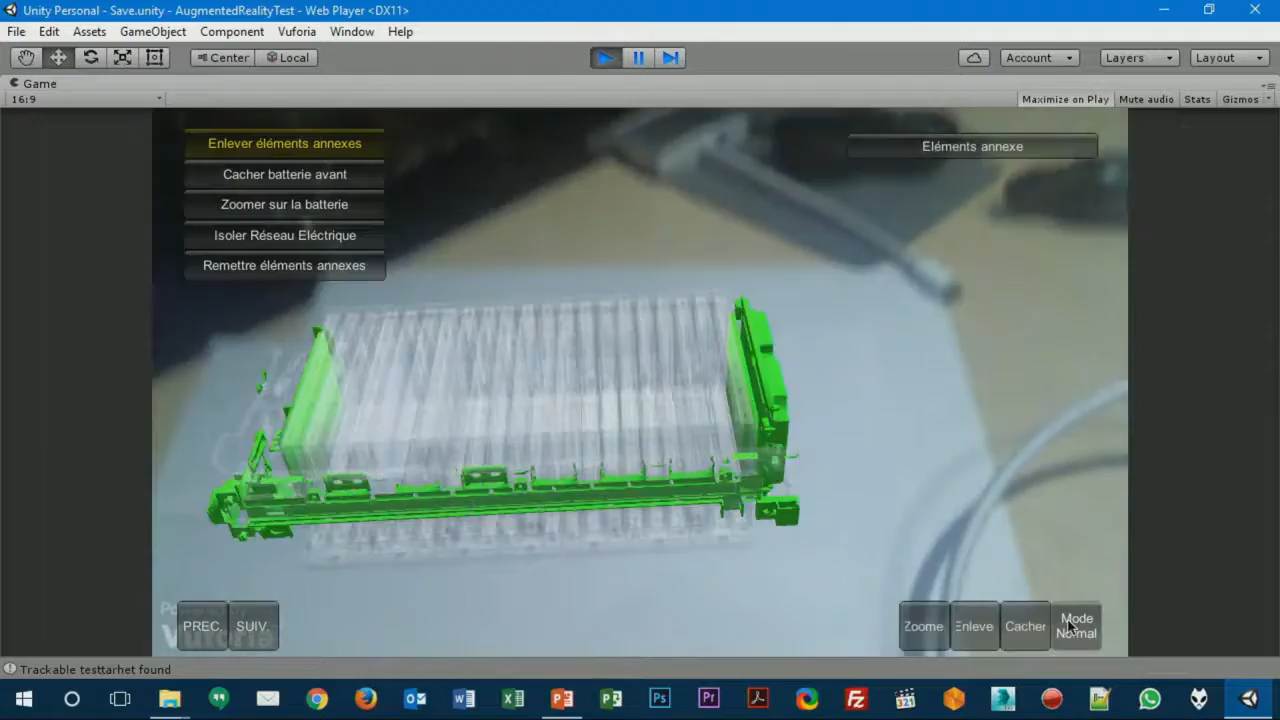 Unity Personal - Save.unity - AugmentedRealityTest - Web Player <DX11>
File Edit Assets GameObject Component Vuforia Window Help
Center Local Account Layers Layout
Game
16:9 Maximize on Play Mute audio Stats Gizmos
Enlever éléments annexes
Eléments annexe
Cacher batterie avant
Zoomer sur la batterie
Isoler Réseau Eléctrique
Remettre éléments annexes
PREC. SUIV. Zoome Enleve Cacher Mode
Normal
Trackable testtarhet found